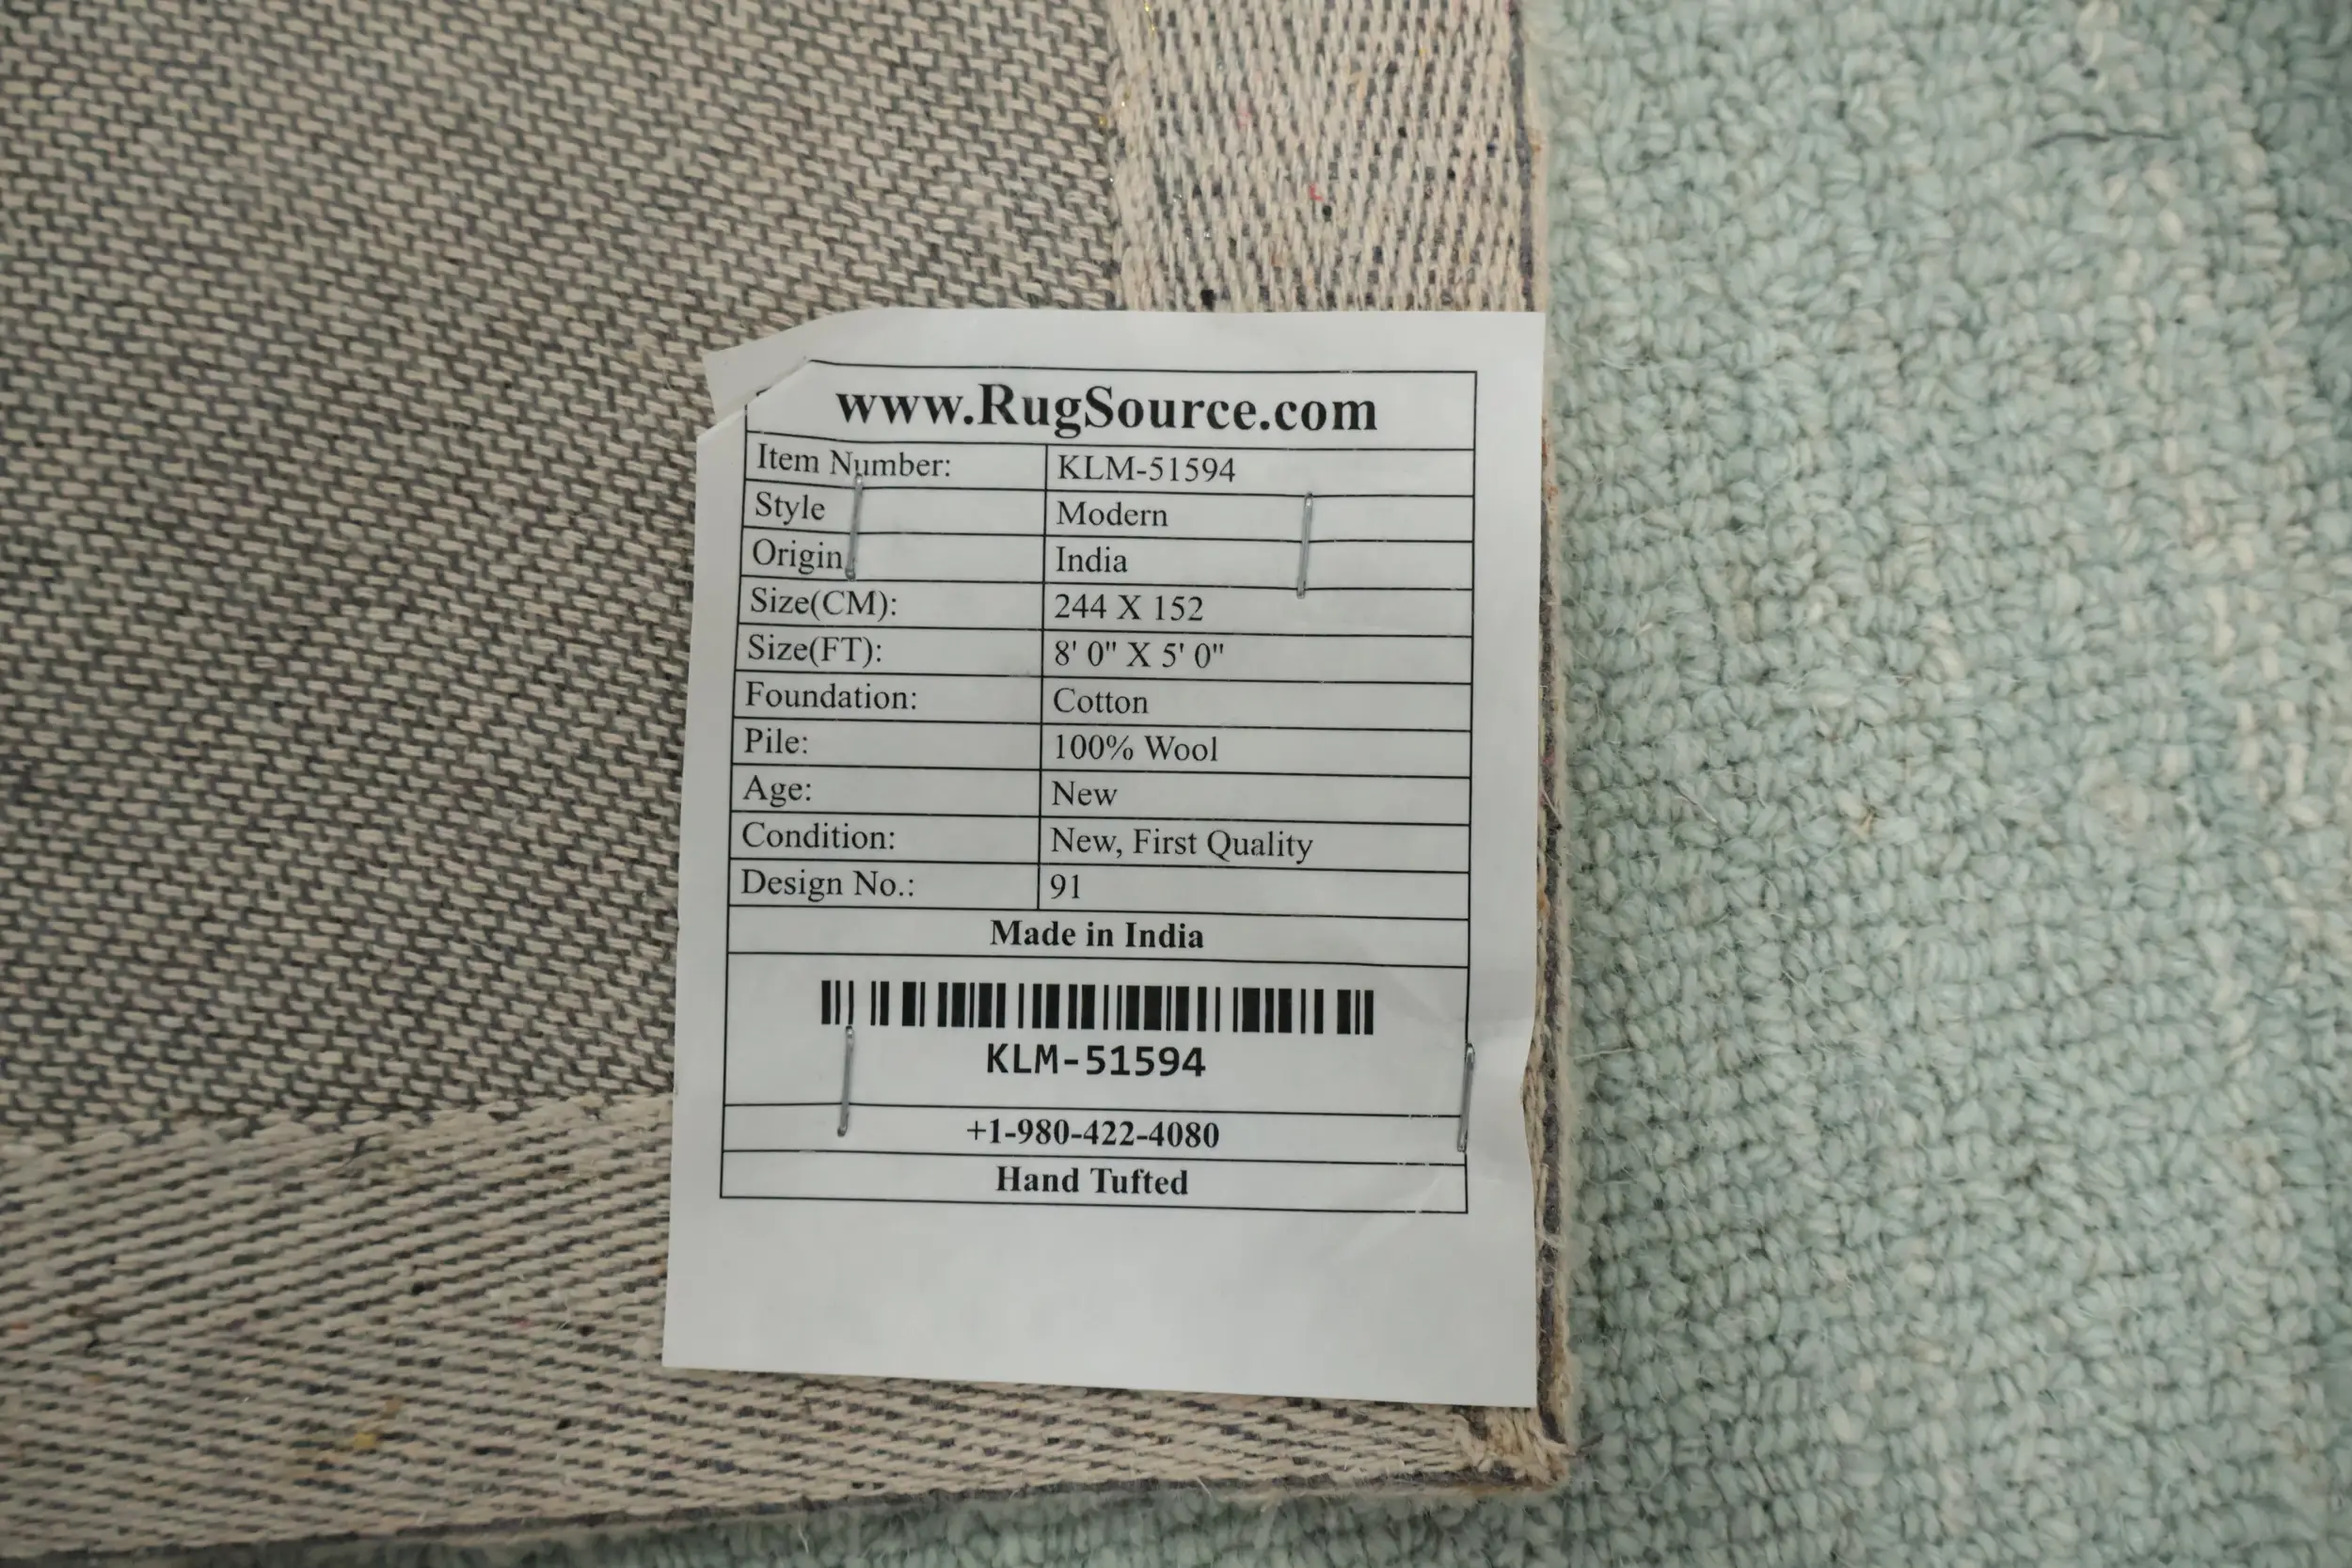 www.RugSource.com
Item Number: KLM-51594
Style Modern
Origin India
Size(CM): 244 X 152
Size(FT): 8' 0" X 5' 0"
Foundation: Cotton
Pile: 100% Wool
Age: New
Condition: New, First Quality
Design No.: 91
Made in India
KLM-51594
+1-980-422-4080
Hand Tufted